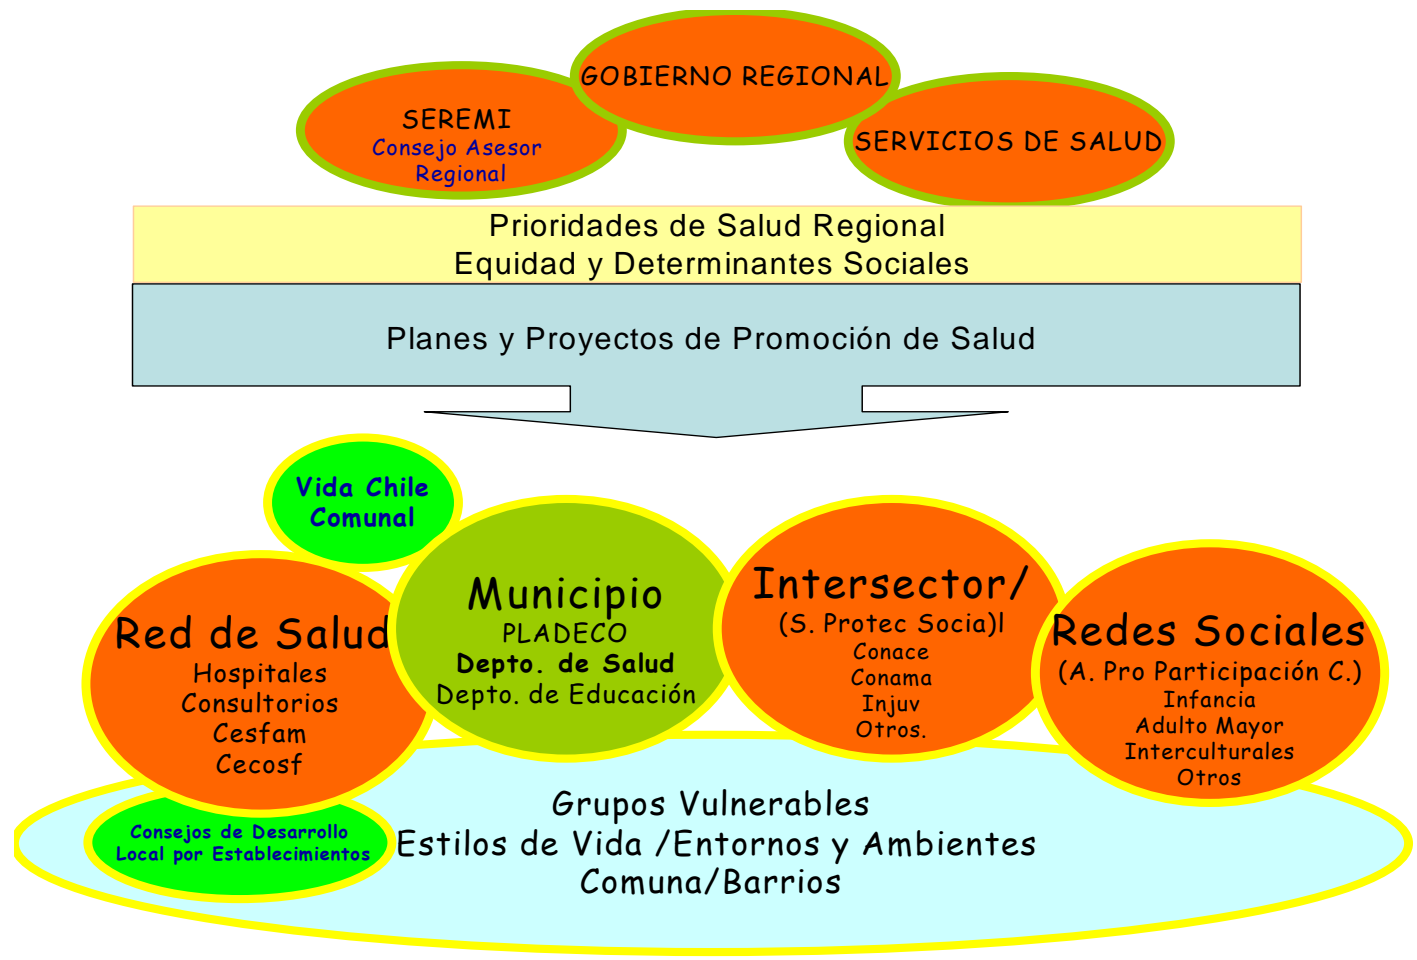 GOBIERNO REGIONAL
SEREMI
Consejo Asesor
Regional
SERVICIOS DE SALUD
Prioridades de Salud Regional
Equidad y Determinantes Sociales
Planes y Proyectos de Promoción de Salud
Vida Chile
Comunal
Red de Salud
Hospitales
Consultorios
Cesfam
Cecosf
Municipio
PLADECO
Depto. de Salud
Depto. de Educación
Intersector/
(S. Protec Socia)l
Conace
Conama
Injuv
Otros.
Redes Sociales
(A. Pro Participación C.)
Infancia
Adulto Mayor
Interculturales
Otros
Consejos de Desarrollo
Local por Establecimientos
Grupos Vulnerables
Estilos de Vida /Entornos y Ambientes
Comuna/Barrios